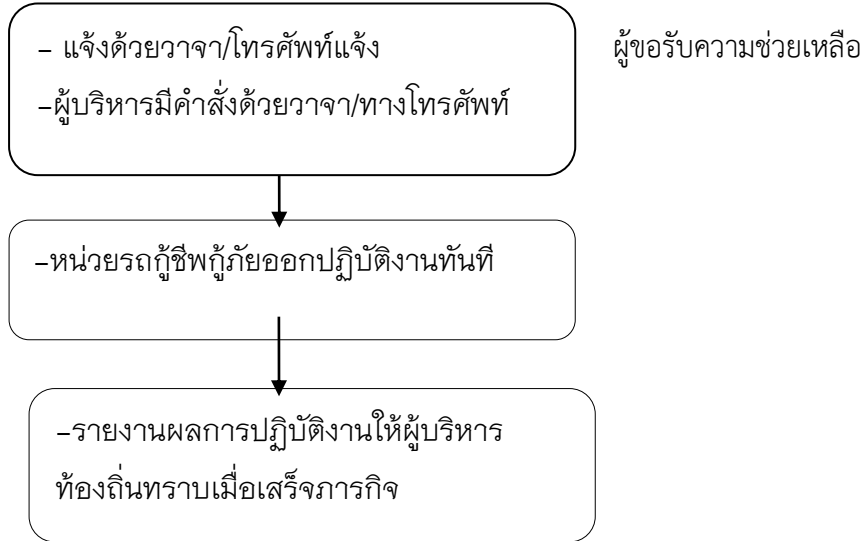 - แจ้งด้วยวาจา/โทรศัพท์แจ้ง
ผู้ขอรับความช่วยเหลือ
-ผู้บริหารมีคำสั่งด้วยวาจา/ทางโทรศัพท์
-หน่วยรถกู้ชีพกู้ภัยออกปฏิบัติงานทันที
-รายงานผลการปฏิบัติงานให้ผู้บริหาร
ท้องถิ่นทราบเมื่อเสร็จภารกิจ